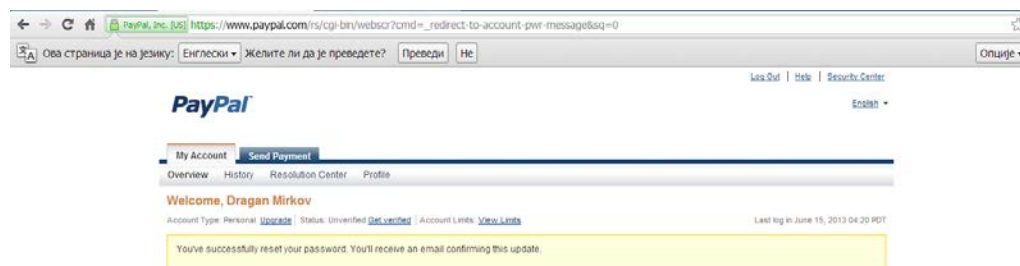 PayPal, Inc. [US] https://www.paypal.com/rs/cgi-bin/webscr?cmd=_redirect-to-account-pwr-message&sq=0
Ова страница је на језику: Енглески Желите ли да је преведете? Преведи Не Опције
Log Out | Help | Security Center
PayPal
English
My Account Send Payment
Overview History Resolution Center Profile
Welcome, Dragan Mirkov
Account Type: Personal Upgrade | Status: Unverified Get verified | Account Limits: View Limits Last log in June 15, 2013 04:20 PDT
You've successfully reset your password. You'll receive an email confirming this update.